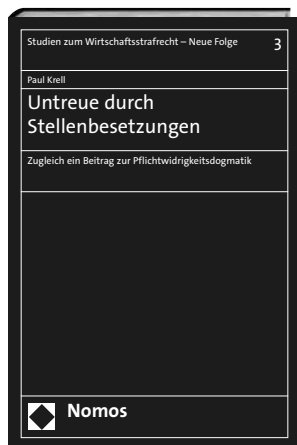 Studien zum Wirtschaftsstrafrecht – Neue Folge 3
Paul Krell
Untreue durch
Stellenbesetzungen
Zugleich ein Beitrag zur Pflichtwidrigkeitsdogmatik
Nomos